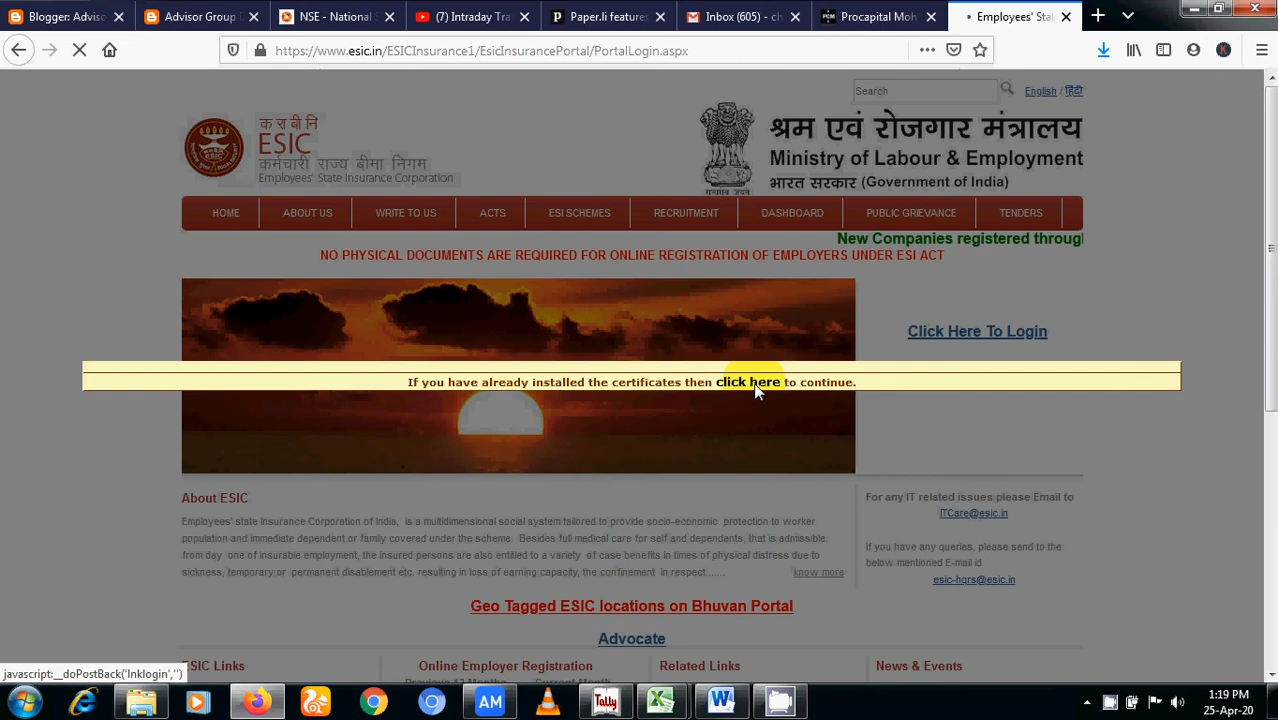 Blogger: Advisor
Advisor Group
NSE - National S
(7) Intraday Tra
Paper.li features
Inbox (605) - ch
Procapital Moh
Employees' Sta
https://www.esic.in/ESICInsurance1/EsicInsurancePortal/PortalLogin.aspx
Search
English / हिंदी
क रा बी नि
ESIC
कर्मचारी राज्य बीमा निगम
Employees' State Insurance Corporation
श्रम एवं रोजगार मंत्रालय
Ministry of Labour & Employment
भारत सरकार (Government of India)
HOME
ABOUT US
WRITE TO US
ACTS
ESI SCHEMES
RECRUITMENT
DASHBOARD
PUBLIC GRIEVANCE
TENDERS
New Companies registered throug
NO PHYSICAL DOCUMENTS ARE REQUIRED FOR ONLINE REGISTRATION OF EMPLOYERS UNDER ESI ACT
Click Here To Login
If you have already installed the certificates then click here to continue.
About ESIC
Employees' state Insurance Corporation of India, is a multidimensional social system tailored to provide socio-economic protection to worker
population and immediate dependent or family covered under the scheme. Besides full medical care for self and dependents, that is admissible
from day one of insurable employment, the insured persons are also entitled to a variety of case benefits in times of physical distress due to
sickness, temporary or permanent disablement etc. resulting in loss of earning capacity, the confinement in respect.......
know more
For any IT related issues please Email to
ITCare@esic.in
If you have any queries, please send to the
below mentioned E-mail id
esic-hqrs@esic.in
Geo Tagged ESIC locations on Bhuvan Portal
Advocate
ESIC Links
Online Employer Registration
Related Links
News & Events
Previous 12 Months
Current Month
javascript:__doPostBack('lnklogin','')
AM
Tally
1:19 PM
25-Apr-20